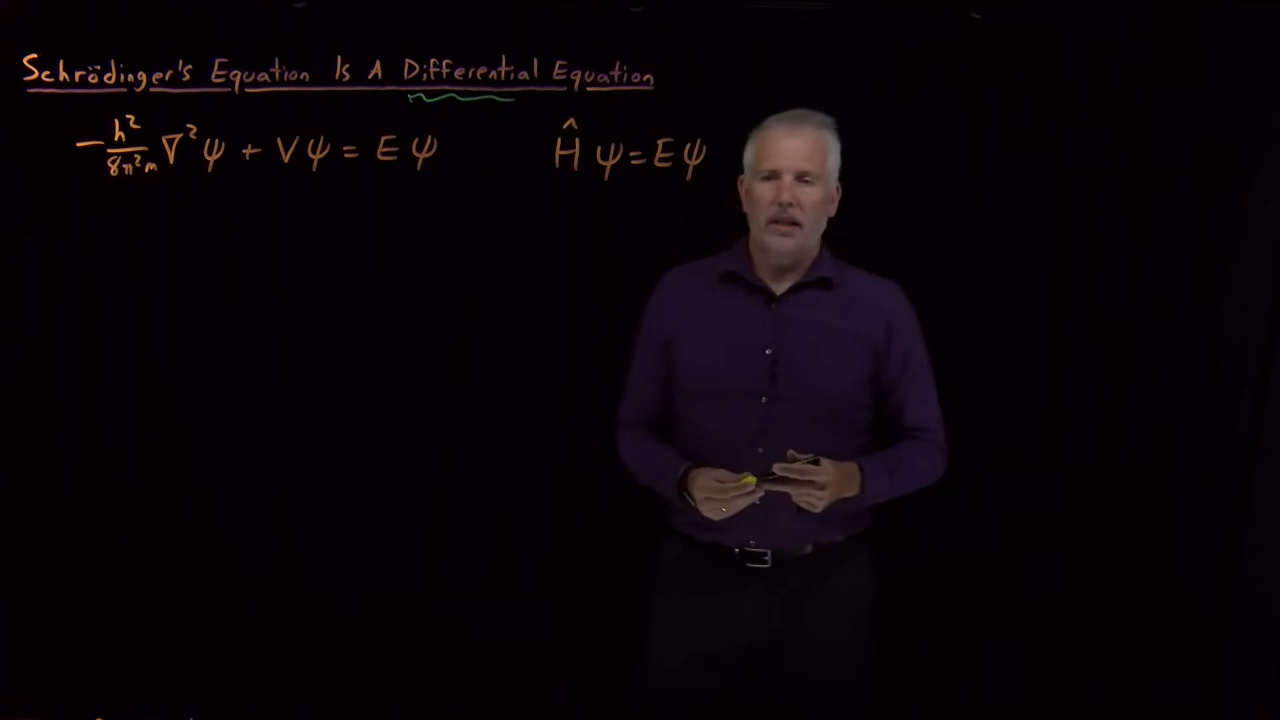 Schrödinger's Equation Is A Differential Equation
-h²/8π²m ∇²ψ + Vψ = Eψ
Ĥψ=Eψ